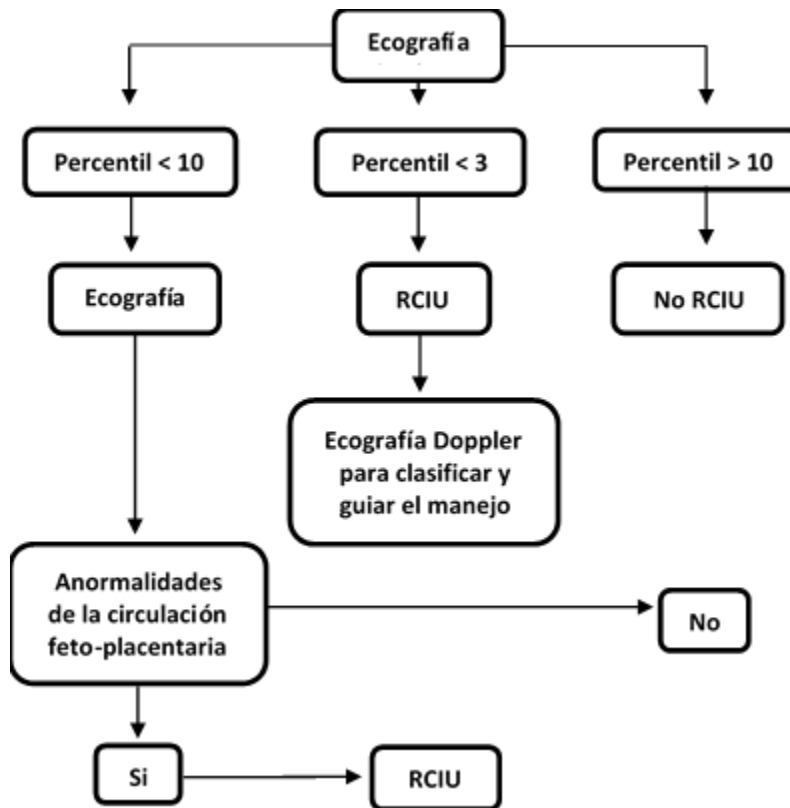 Ecografía
Percentil < 10
Percentil < 3
Percentil > 10
Ecografía
RCIU
No RCIU
Ecografía Doppler
para clasificar y
guiar el manejo
Anormalidades
de la circulación
feto-placentaria
No
Si
RCIU